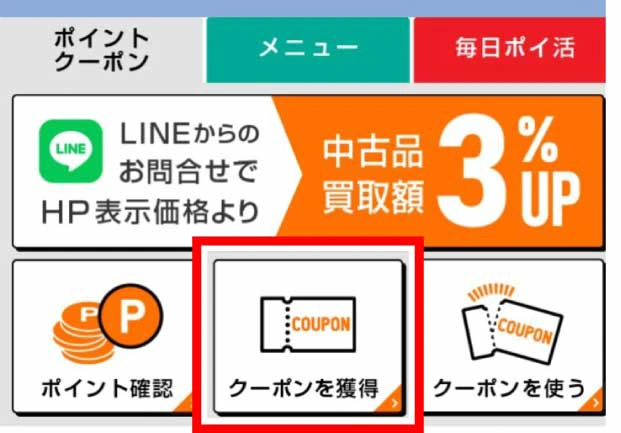 ポイント
クーポン
メニュー
毎日ポイ活
LINE
LINEからの
お問合せで
HP表示価格より
中古品
買取額
3%UP
P
P
ポイント確認
COUPON
クーポンを獲得
COUPON
クーポンを使う